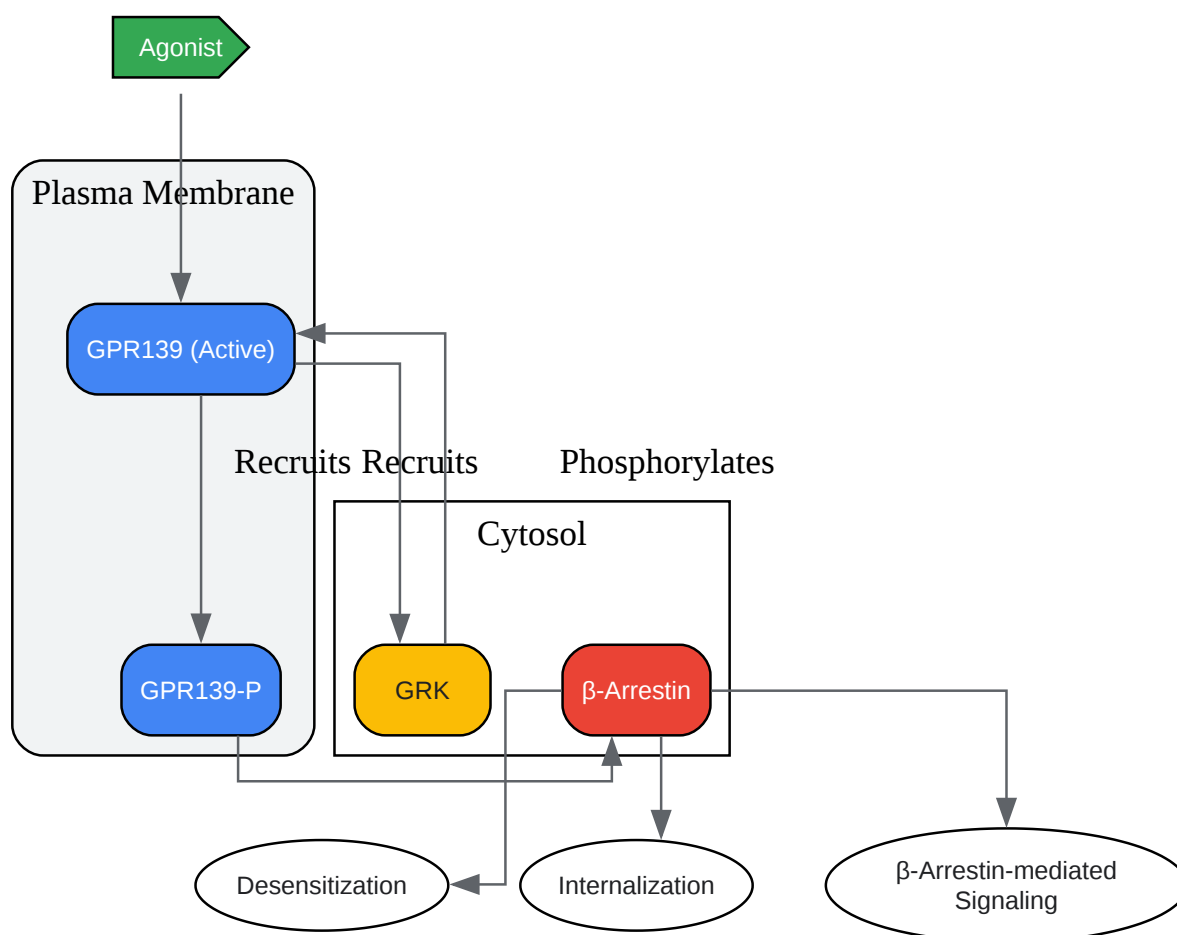 Agonist
Plasma Membrane
GPR139 (Active)
Recruits Recruits
Phosphorylates
Cytosol
GPR139-P
GRK
β-Arrestin
Desensitization
Internalization
β-Arrestin-mediated
Signaling